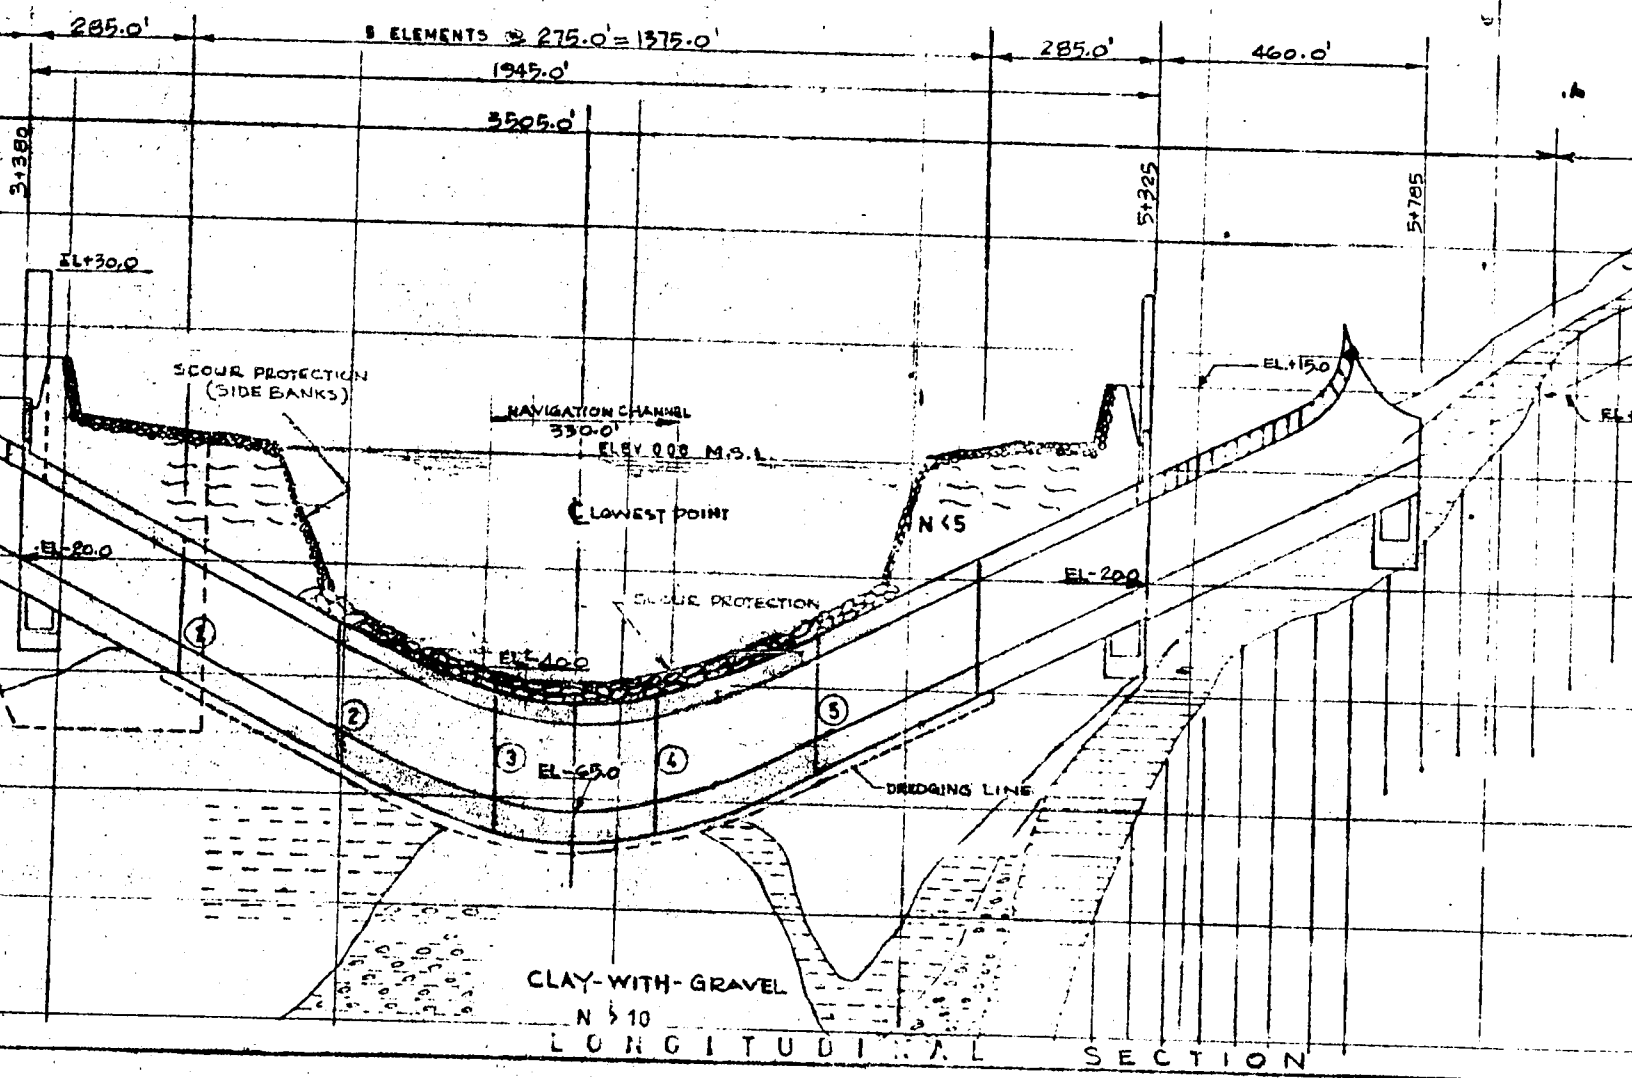 285.0'
5 ELEMENTS @ 275.0'=1375.0'
285.0'
460.0'
1945.0'
3505.0'
3+380
5+325
5+785
EL+30.0
SCOUR PROTECTION
(SIDE BANKS)
EL+15.0
NAVIGATION CHANNEL
330.0'
ELEV 0.00 M.S.L.
℄ LOWEST POINT
N<5
EL-20.0
EL-20.0
SCOUR PROTECTION
EL-40.0
2
3
4
5
EL-65.0
DREDGING LINE
CLAY-WITH-GRAVEL
N > 10
LONGITUDINAL SECTION